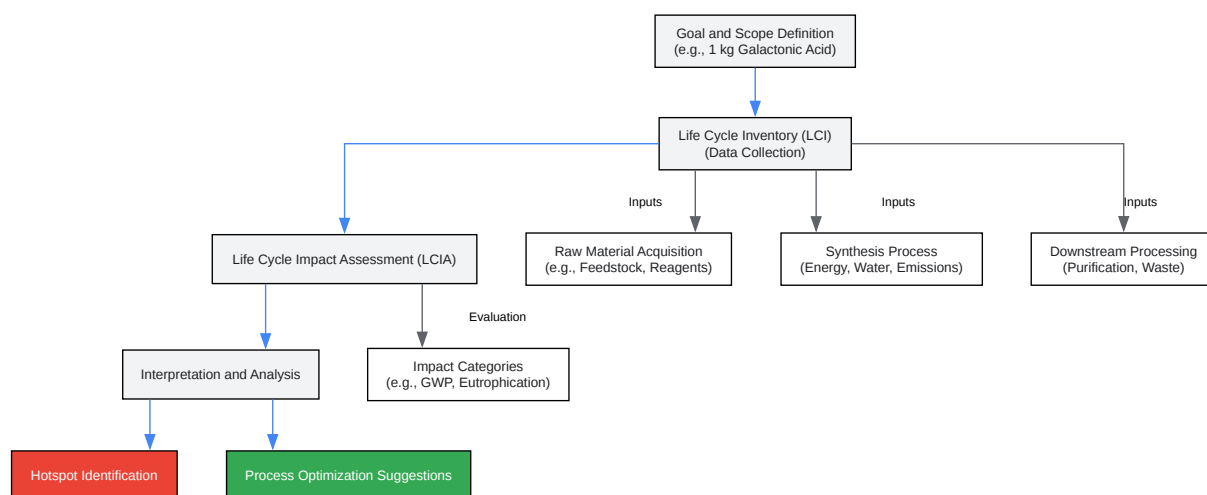 Goal and Scope Definition
(e.g., 1 kg Galactonic Acid)
Life Cycle Inventory (LCI)
(Data Collection)
Inputs
Inputs
Inputs
Raw Material Acquisition
(e.g., Feedstock, Reagents)
Synthesis Process
(Energy, Water, Emissions)
Downstream Processing
(Purification, Waste)
Life Cycle Impact Assessment (LCIA)
Evaluation
Interpretation and Analysis
Impact Categories
(e.g., GWP, Eutrophication)
Hotspot Identification
Process Optimization Suggestions